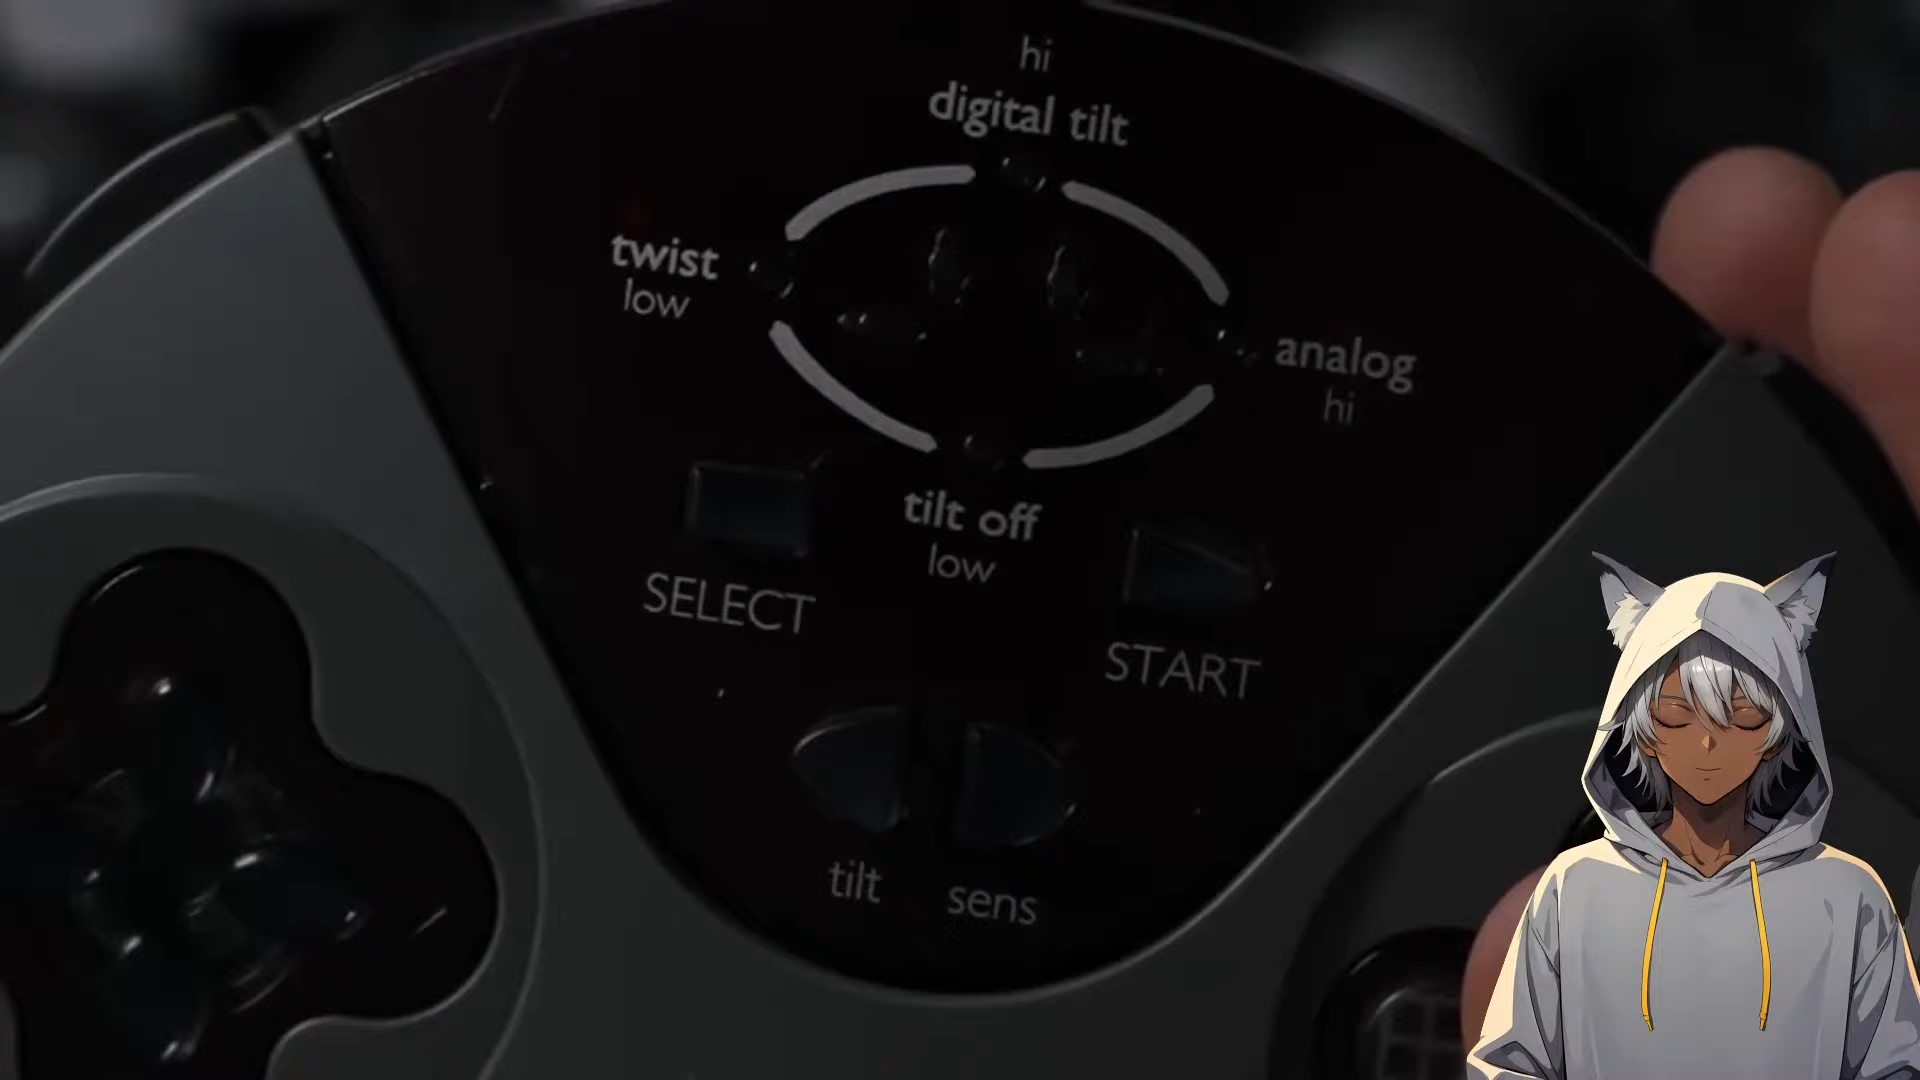 hi
digital tilt
twist
low
analog
hi
tilt off
low
SELECT
START
tilt
sens